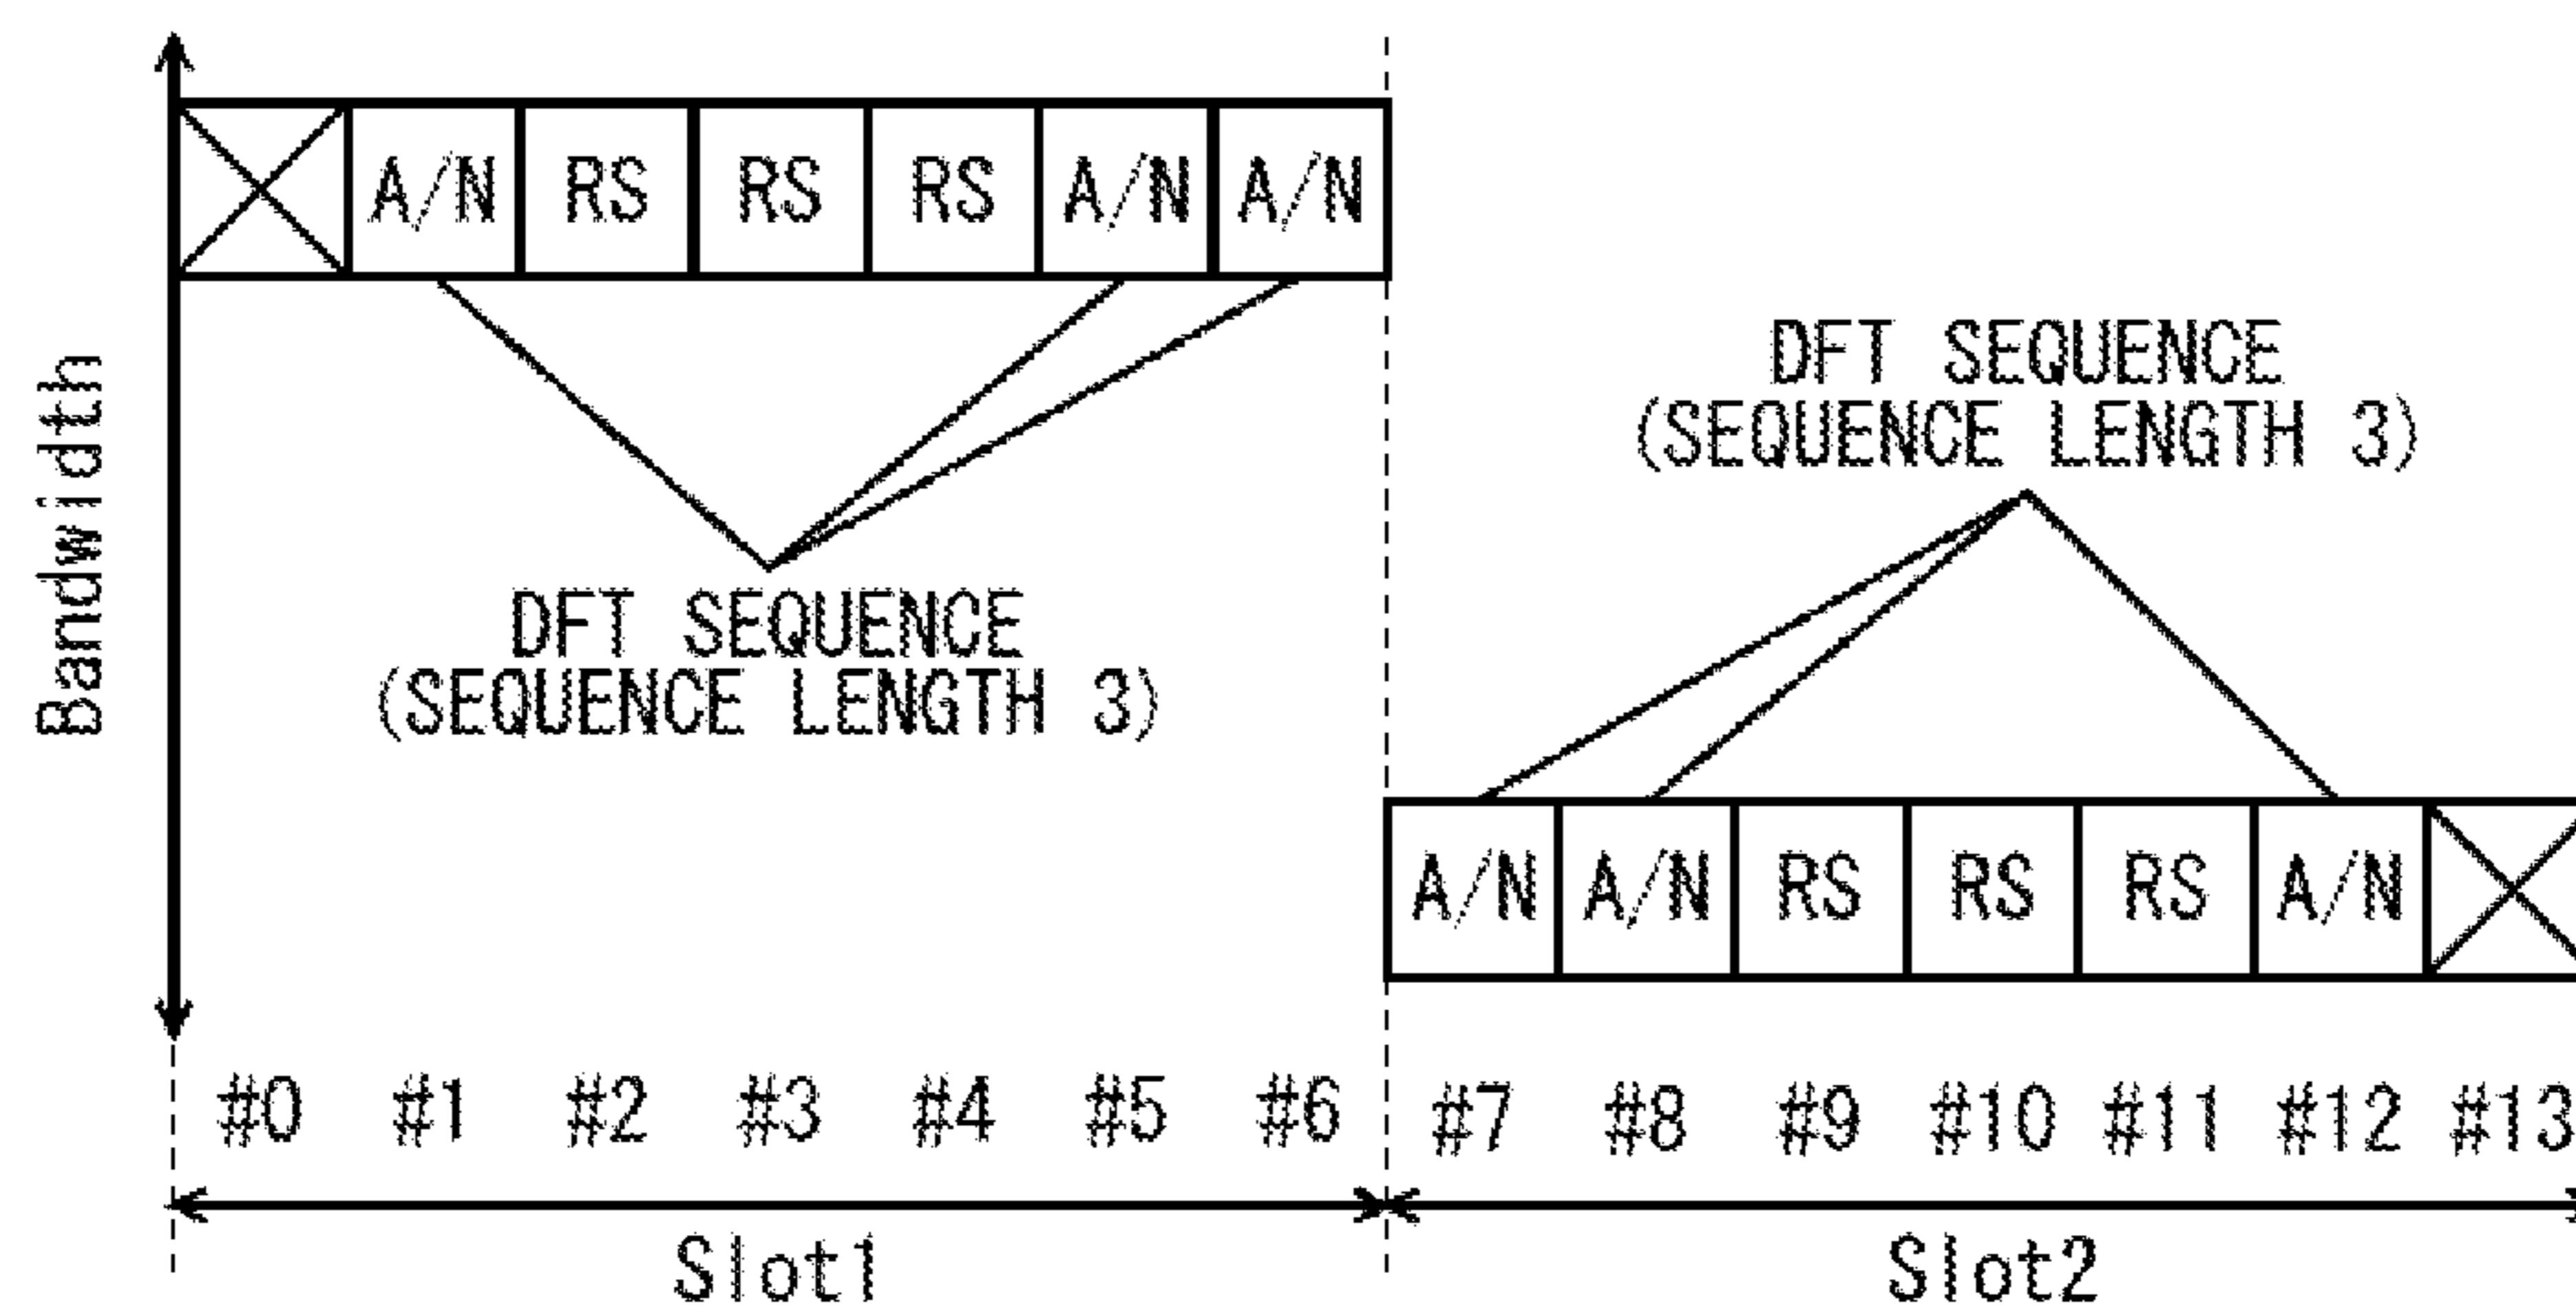 A/N RS RS RS A/N A/N
DFT SEQUENCE
(SEQUENCE LENGTH 3)
DFT SEQUENCE
(SEQUENCE LENGTH 3)
Bandwidth
A/N A/N RS RS RS A/N
#0 #1 #2 #3 #4 #5 #6 #7 #8 #9 #10 #11 #12 #13
Slot1 Slot2